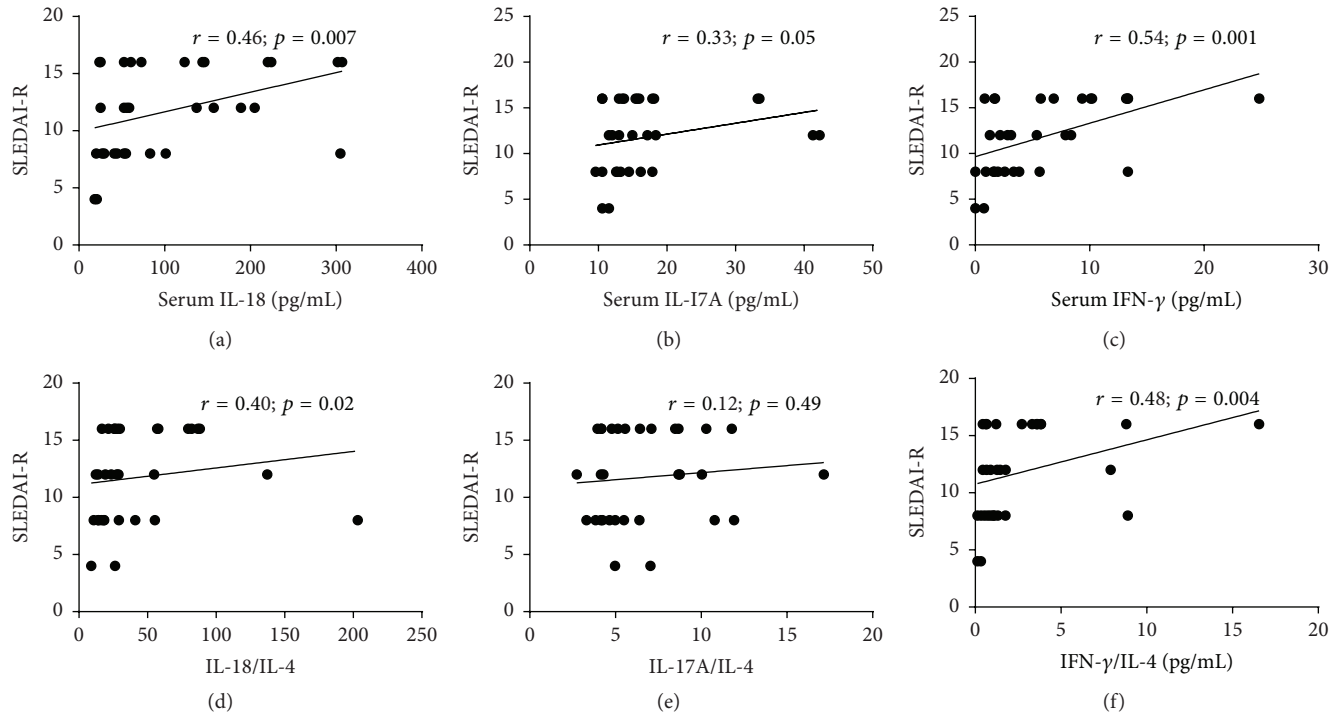 r = 0.46; p = 0.007
20
15
10
5
0
SLEDAI-R
0 100 200 300 400
Serum IL-18 (pg/mL)
(a)
r = 0.33; p = 0.05
25
20
15
10
5
0
SLEDAI-R
0 10 20 30 40 50
Serum IL-I7A (pg/mL)
(b)
r = 0.54; p = 0.001
25
20
15
10
5
0
SLEDAI-R
0 10 20 30
Serum IFN-γ (pg/mL)
(c)
r = 0.40; p = 0.02
20
15
10
5
0
SLEDAI-R
0 50 100 150 200 250
IL-18/IL-4
(d)
r = 0.12; p = 0.49
20
15
10
5
0
SLEDAI-R
0 5 10 15 20
IL-17A/IL-4
(e)
r = 0.48; p = 0.004
20
15
10
5
0
SLEDAI-R
0 5 10 15 20
IFN-γ/IL-4 (pg/mL)
(f)